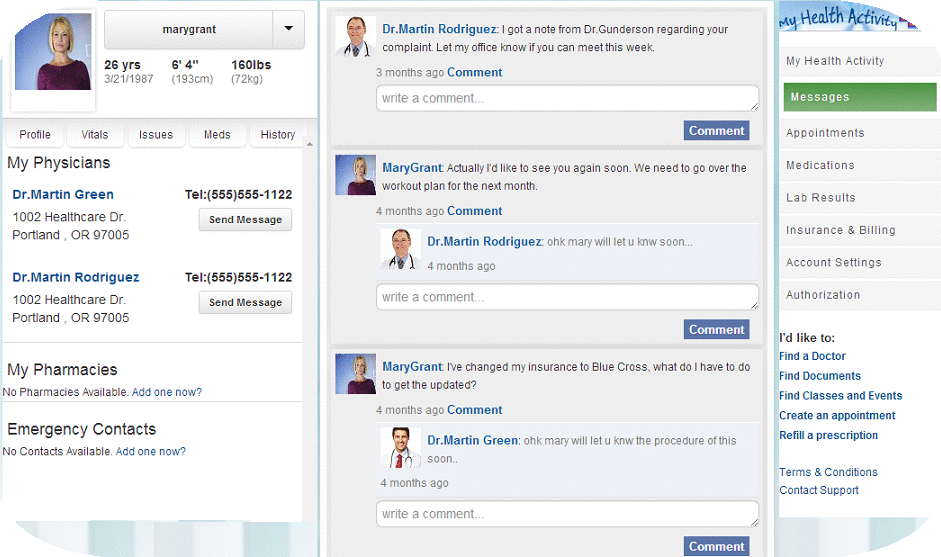 marygrant
26 yrs 6' 4" 160lbs
3/21/1987 (193cm) (72kg)
Profile Vitals Issues Meds History
My Physicians
Dr.Martin Green Tel:(555)555-1122
1002 Healthcare Dr. Send Message
Portland , OR 97005
Dr.Martin Rodriguez Tel:(555)555-1122
1002 Healthcare Dr. Send Message
Portland , OR 97005
My Pharmacies
No Pharmacies Available. Add one now?
Emergency Contacts
No Contacts Available. Add one now?
Dr.Martin Rodriguez: I got a note from Dr.Gunderson regarding your
complaint. Let my office know if you can meet this week.
3 months ago Comment
write a comment...
Comment
MaryGrant: Actually I'd like to see you again soon. We need to go over the
workout plan for the next month.
4 months ago Comment
Dr.Martin Rodriguez: ohk mary will let u knw soon...
4 months ago
write a comment...
Comment
MaryGrant: I've changed my insurance to Blue Cross, what do I have to do
to get the updated?
4 months ago Comment
Dr.Martin Green: ohk mary will let u knw the procedure of this
soon..
4 months ago
write a comment...
Comment
My Health Activity
My Health Activity
Messages
Appointments
Medications
Lab Results
Insurance & Billing
Account Settings
Authorization
I'd like to:
Find a Doctor
Find Documents
Find Classes and Events
Create an appointment
Refill a prescription
Terms & Conditions
Contact Support